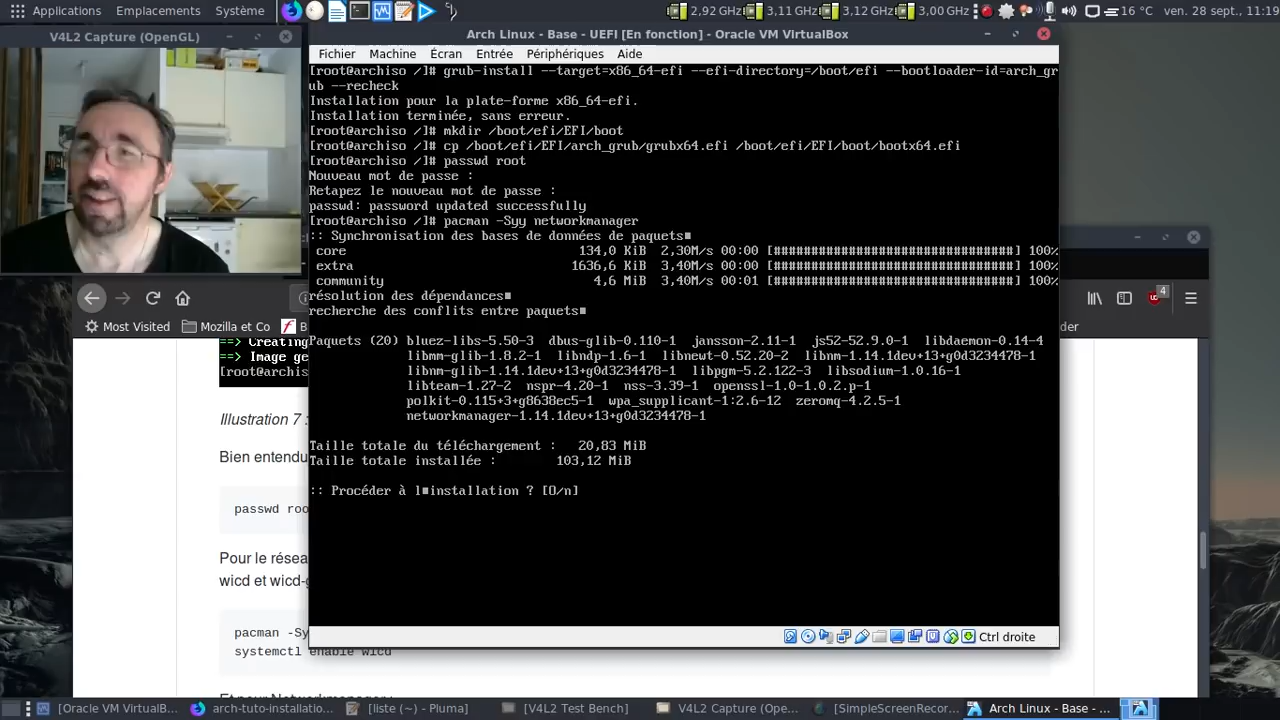 Applications Emplacements Système 2,92 GHz 3,11 GHz 3,12 GHz 3,00 GHz 16 °C ven. 28 sept., 11:19
V4L2 Capture (OpenGL)
Arch Linux - Base - UEFI [En fonction] - Oracle VM VirtualBox
Fichier Machine Écran Entrée Périphériques Aide
[root@archiso /]# grub-install --target=x86_64-efi --efi-directory=/boot/efi --bootloader-id=arch_gr
ub --recheck
Installation pour la plate-forme x86_64-efi.
Installation terminée, sans erreur.
[root@archiso /]# mkdir /boot/efi/EFI/boot
[root@archiso /]# cp /boot/efi/EFI/arch_grub/grubx64.efi /boot/efi/EFI/boot/bootx64.efi
[root@archiso /]# passwd root
Nouveau mot de passe :
Retapez le nouveau mot de passe :
passwd: password updated successfully
[root@archiso /]# pacman -Syy networkmanager
:: Synchronisation des bases de données de paquets■
core 134,0 KiB 2,30M/s 00:00 [################################] 100%
extra 1636,6 KiB 3,40M/s 00:00 [################################] 100%
community 4,6 MiB 3,40M/s 00:01 [################################] 100%
résolution des dépendances■
recherche des conflits entre paquets■
Paquets (20) bluez-libs-5.50-3 dbus-glib-0.110-1 jansson-2.11-1 js52-52.9.0-1 libdaemon-0.14-4
libmm-glib-1.8.2-1 libndp-1.6-1 libnewt-0.52.20-2 libnm-1.14.1dev+13+g0d3234478-1
libnm-glib-1.14.1dev+13+g0d3234478-1 libpgm-5.2.122-3 libsodium-1.0.16-1
libteam-1.27-2 nspr-4.20-1 nss-3.39-1 openssl-1.0-1.0.2.p-1
polkit-0.115+3+g8638ec5-1 wpa_supplicant-1:2.6-12 zeromq-4.2.5-1
networkmanager-1.14.1dev+13+g0d3234478-1
Taille totale du téléchargement : 20,83 MiB
Taille totale installée : 103,12 MiB
:: Procéder à l■installation ? [O/n]
Ctrl droite
4
Most Visited Mozilla et Co
==> Creating
==> Image ge
[root@archis
Illustration 7 :
Bien entendu
passwd roo
Pour le résea
wicd et wicd-g
pacman -Sy
systemctl enable wicd
Et pour Networkmanager
[Oracle VM VirtualB... arch-tuto-installatio... [liste (~) - Pluma] [V4L2 Test Bench] V4L2 Capture (Ope... [SimpleScreenRecor... Arch Linux - Base - ...